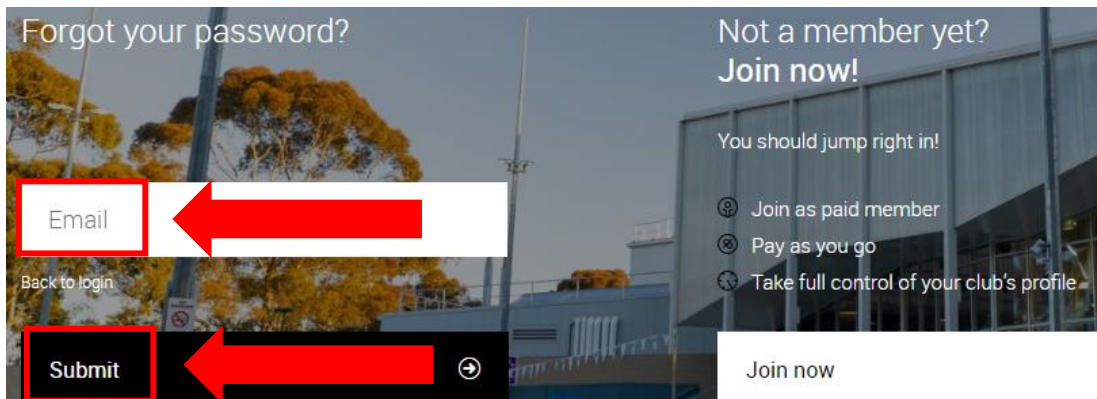 Forgot your password?
Email
Back to login
Submit
Not a member yet?
Join now!
You should jump right in!
Join as paid member
Pay as you go
Take full control of your club's profile
Join now